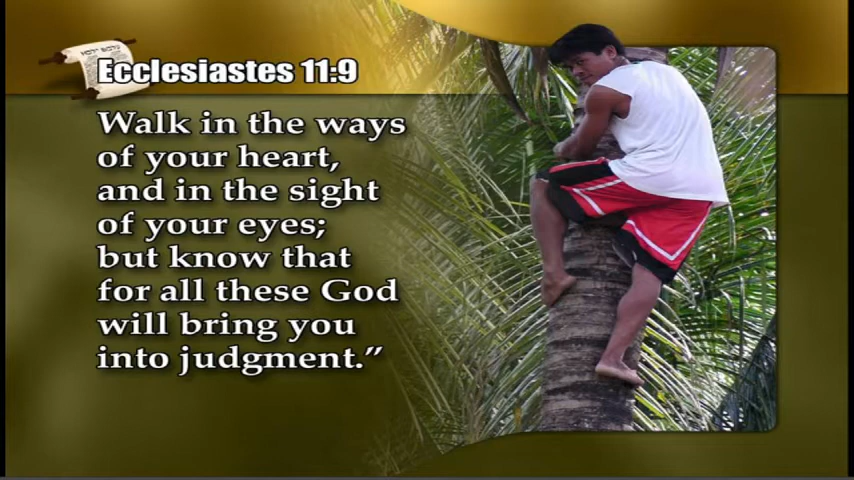 Ecclesiastes 11:9
Walk in the ways
of your heart,
and in the sight
of your eyes;
but know that
for all these God
will bring you
into judgment.”